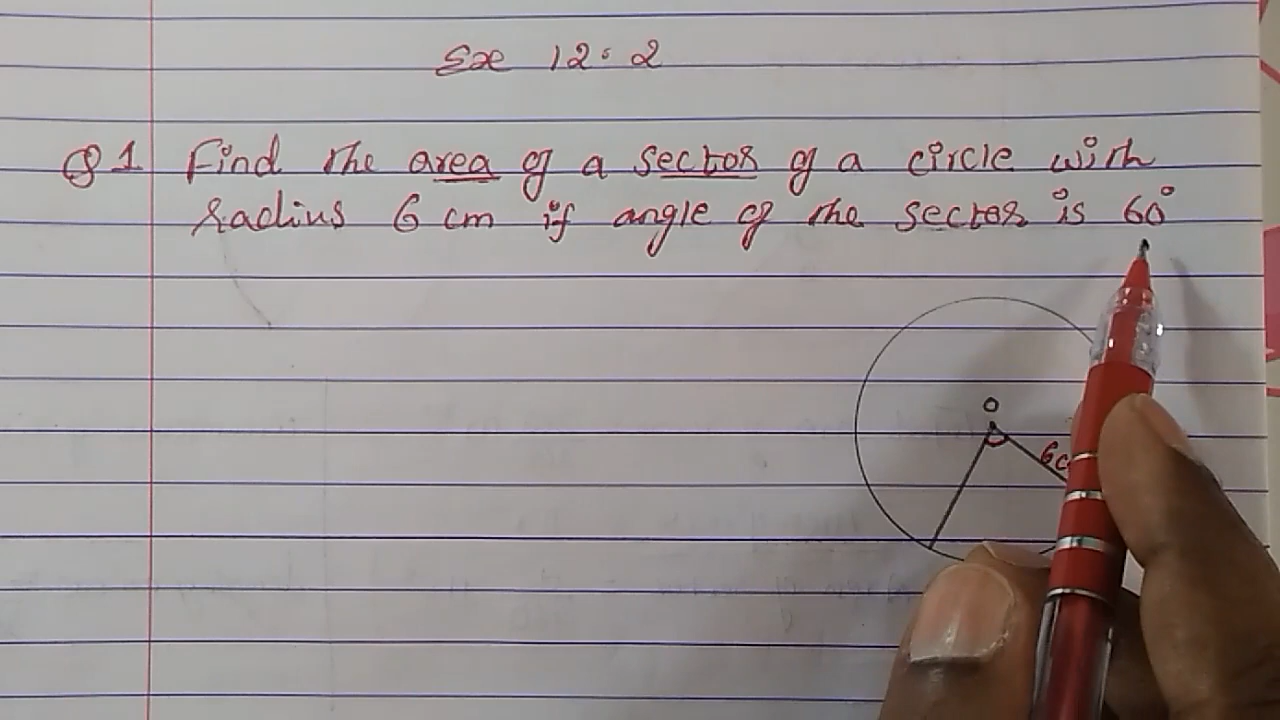 Ex 12.2
Q1 Find the area of a sector of a circle with
radius 6 cm if angle of the sector is 60°
O
6c